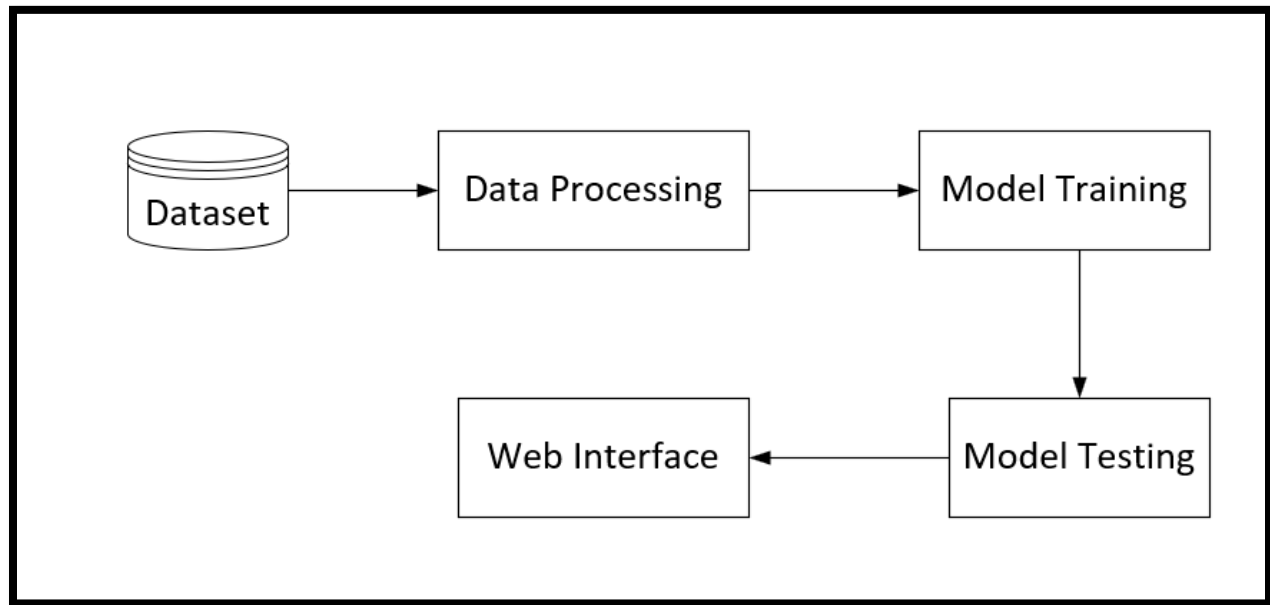 Dataset
Data Processing
Model Training
Web Interface
Model Testing